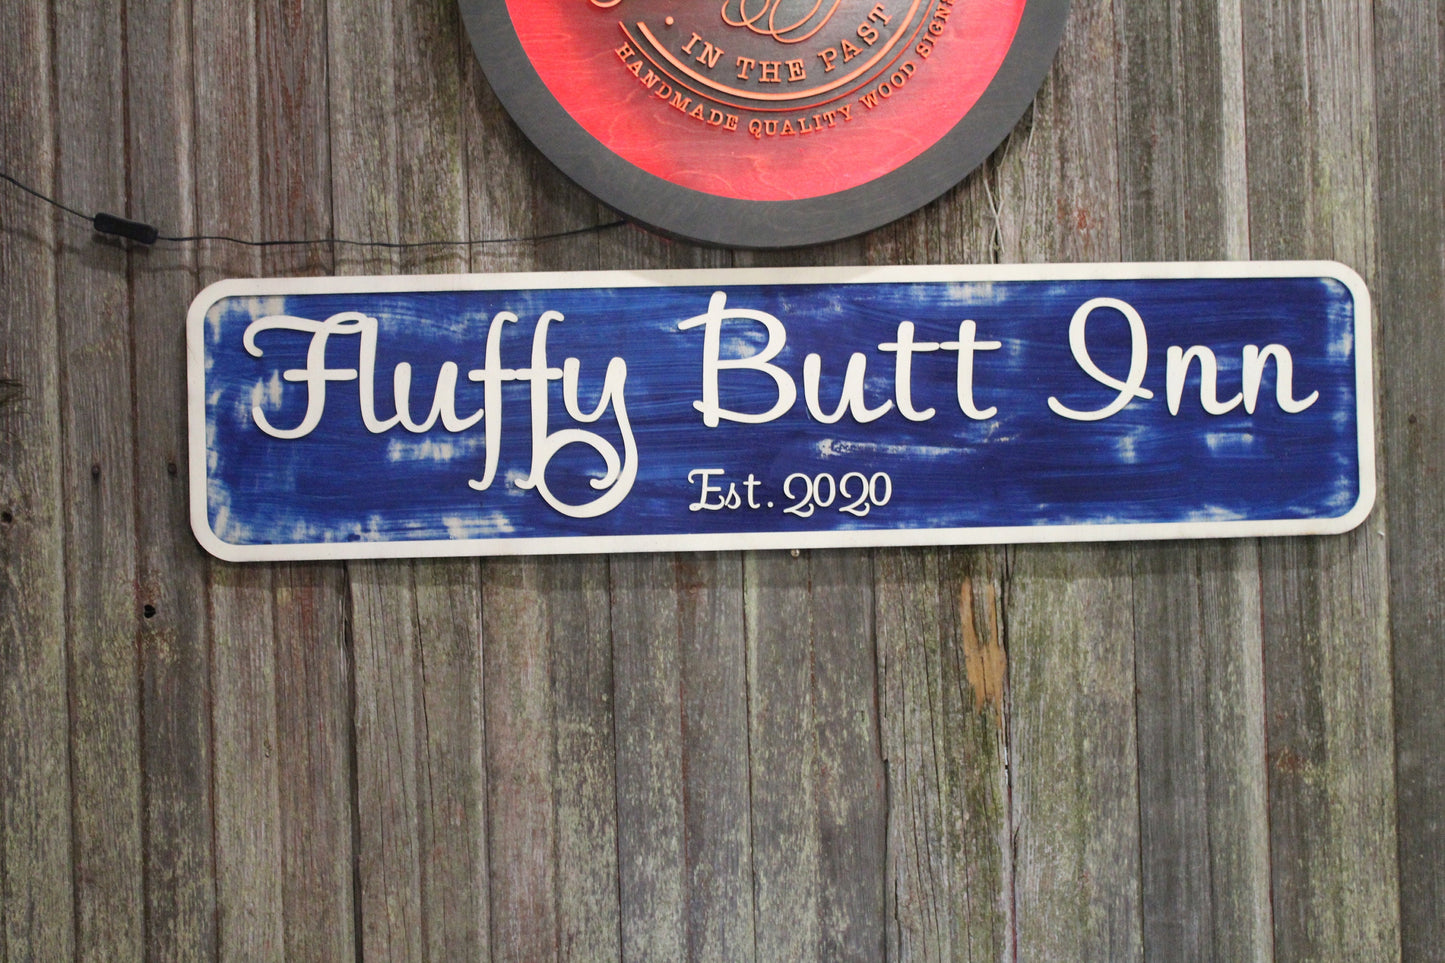 . IN THE PAST
HANDMADE QUALITY WOOD SIGNS
Fluffy Butt Inn
Est. 2020